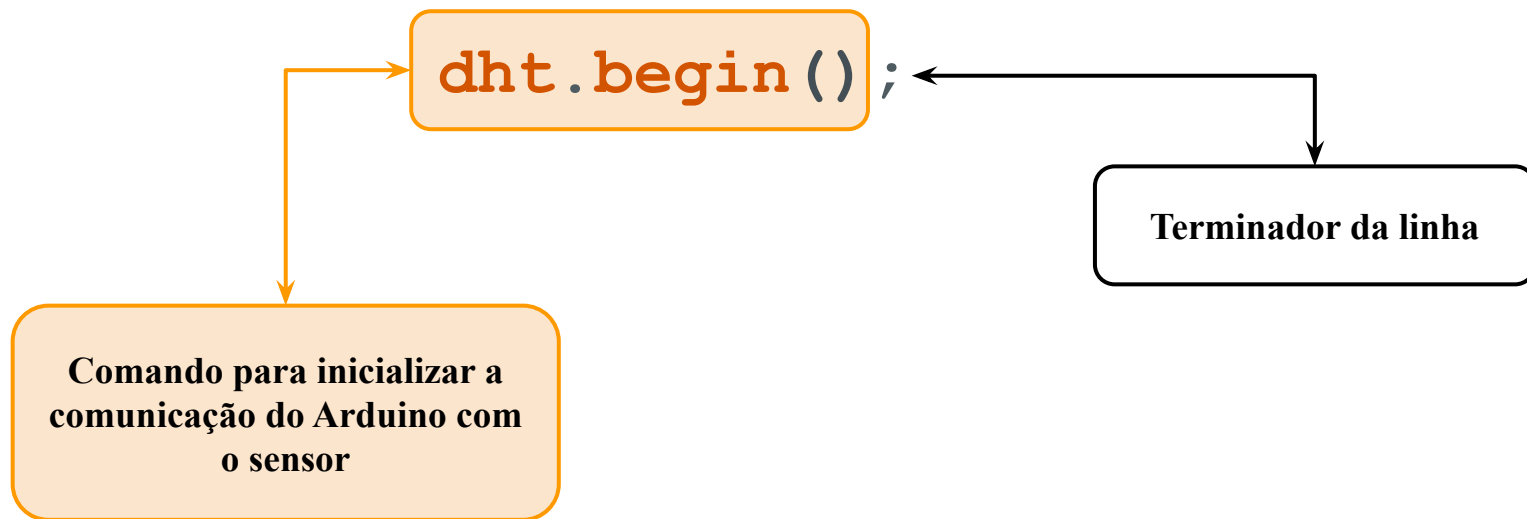 dht.begin();
Terminador da linha
Comando para inicializar a
comunicação do Arduino com
o sensor